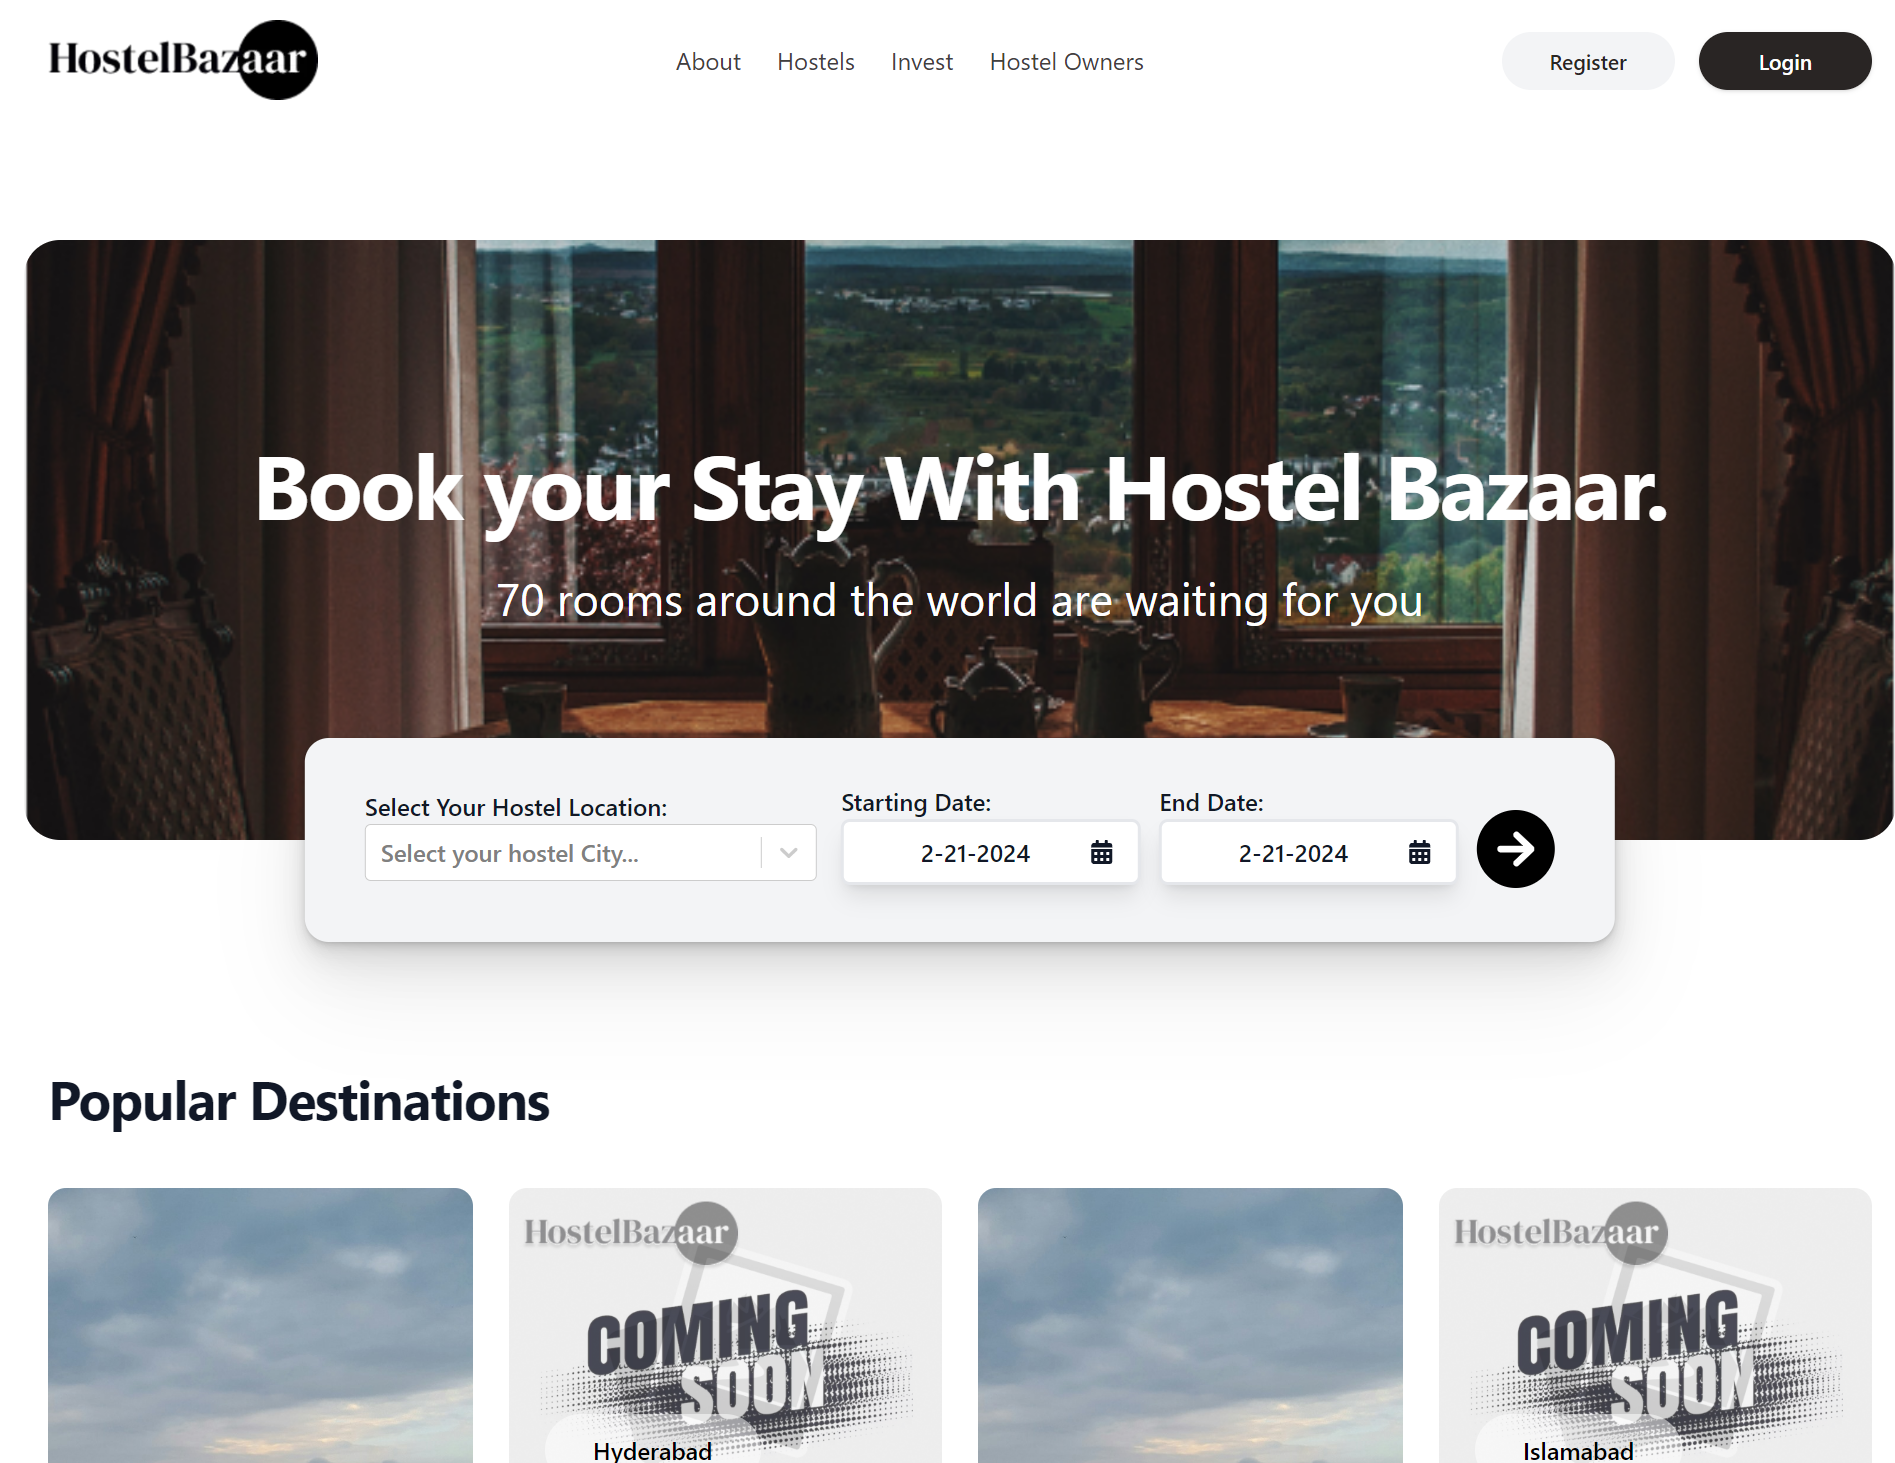 HostelBazaar
About
Hostels
Invest
Hostel Owners
Register
Login
Book your Stay With Hostel Bazaar.
70 rooms around the world are waiting for you
Select Your Hostel Location:
Select your hostel City...
Starting Date:
2-21-2024
End Date:
2-21-2024
Popular Destinations
HostelBazaar
COMING
SOON
Hyderabad
HostelBazaar
COMING
SOON
Islamabad